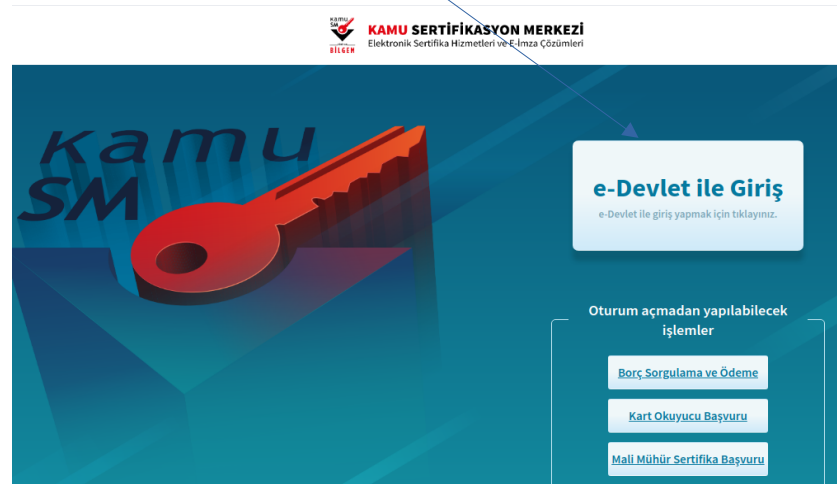 KAMU
SM
BİLGEM
KAMU SERTİFİKASYON MERKEZİ
Elektronik Sertifika Hizmetleri ve E-İmza Çözümleri
Kamu
SM
e-Devlet ile Giriş
e-Devlet ile giriş yapmak için tıklayınız.
Oturum açmadan yapılabilecek
işlemler
Borç Sorgulama ve Ödeme
Kart Okuyucu Başvuru
Mali Mühür Sertifika Başvuru